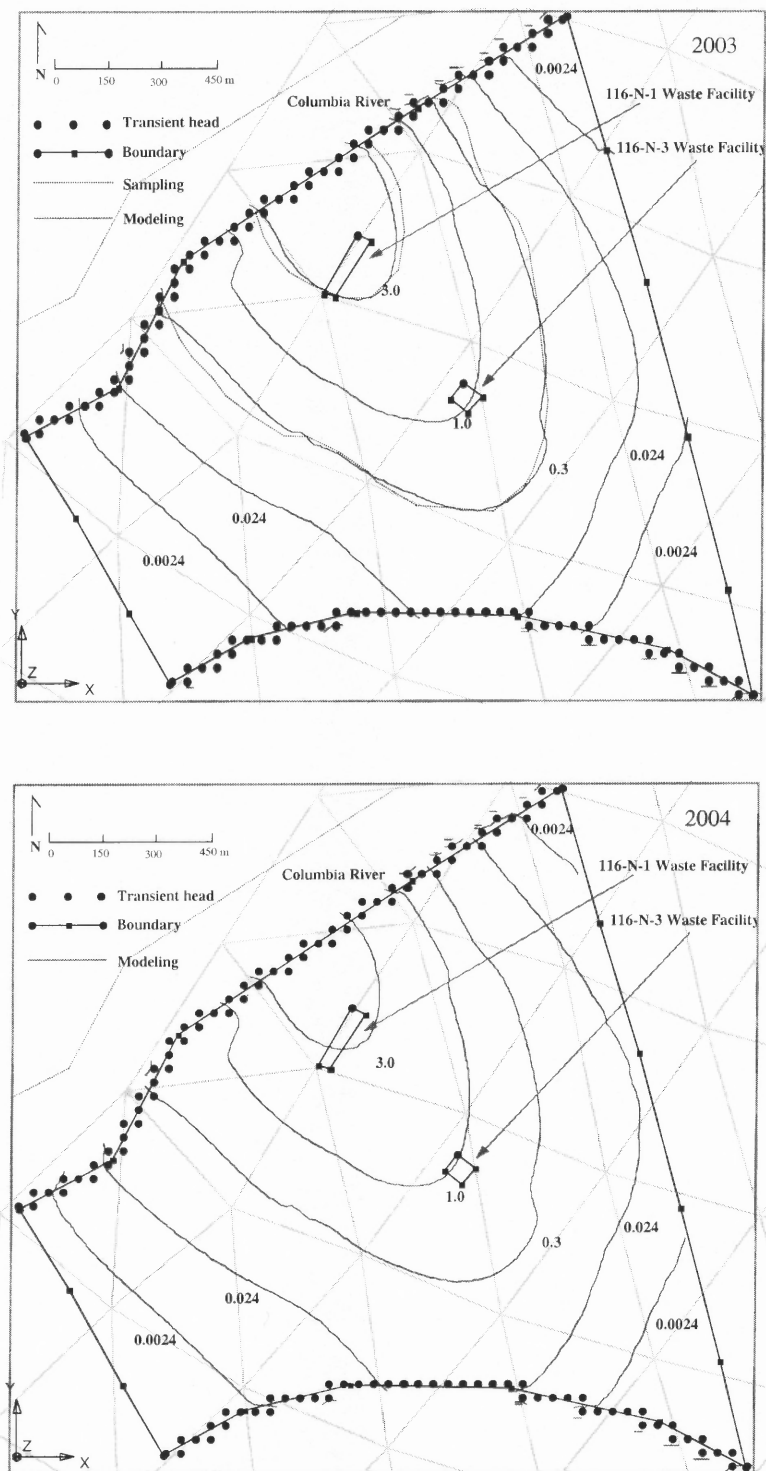 2003
N
0 150 300 450 m
0.0024
116-N-1 Waste Facility
Columbia River
Transient head
Boundary
116-N-3 Waste Facility
Sampling
Modeling
3.0
1.0
0.3
0.024
0.024
0.0024
0.0024
Y
Z
X
2004
N
0 150 300 450 m
0.0024
116-N-1 Waste Facility
Columbia River
Transient head
116-N-3 Waste Facility
Boundary
Modeling
3.0
1.0
0.3
0.024
0.024
0.0024
0.0024
Y
Z
X